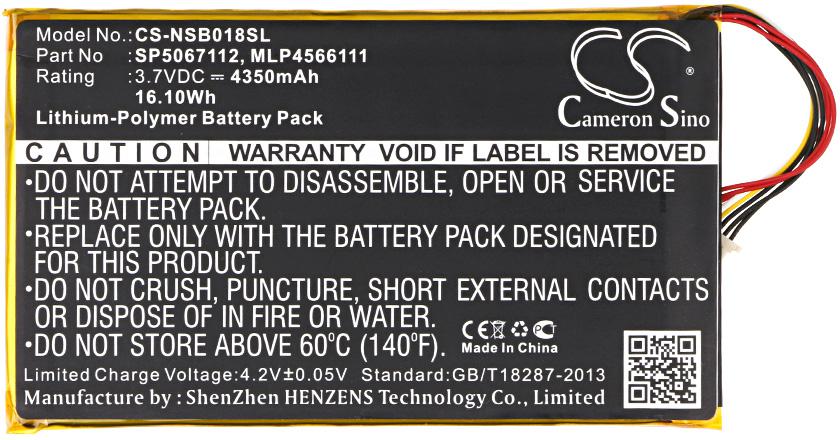 Model No.:CS-NSB018SL
Part No :SP5067112, MLP4566111
Rating :3.7VDC ⎓ 4350mAh
16.10Wh
Lithium-Polymer Battery Pack
CS ®
Cameron Sino
CAUTION WARRANTY VOID IF LABEL IS REMOVED
•DO NOT ATTEMPT TO DISASSEMBLE, OPEN OR SERVICE
THE BATTERY PACK.
•REPLACE ONLY WITH THE BATTERY PACK DESIGNATED
FOR THIS PRODUCT.
•DO NOT CRUSH, PUNCTURE, SHORT EXTERNAL CONTACTS
OR DISPOSE OF IN FIRE OR WATER.
•DO NOT STORE ABOVE 60°C (140°F).
CE PCT
Made In China
Limited Charge Voltage:4.2V±0.05V Standard:GB/T18287-2013
Manufacture by : ShenZhen HENZENS Technology Co., Limited